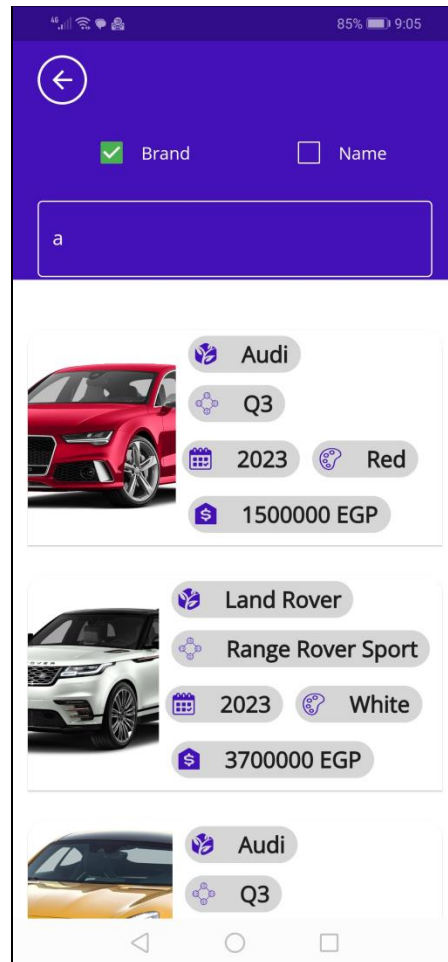 4G 85% 9:05
Brand Name
a
Audi
Q3
2023 Red
1500000 EGP
Land Rover
Range Rover Sport
2023 White
3700000 EGP
Audi
Q3